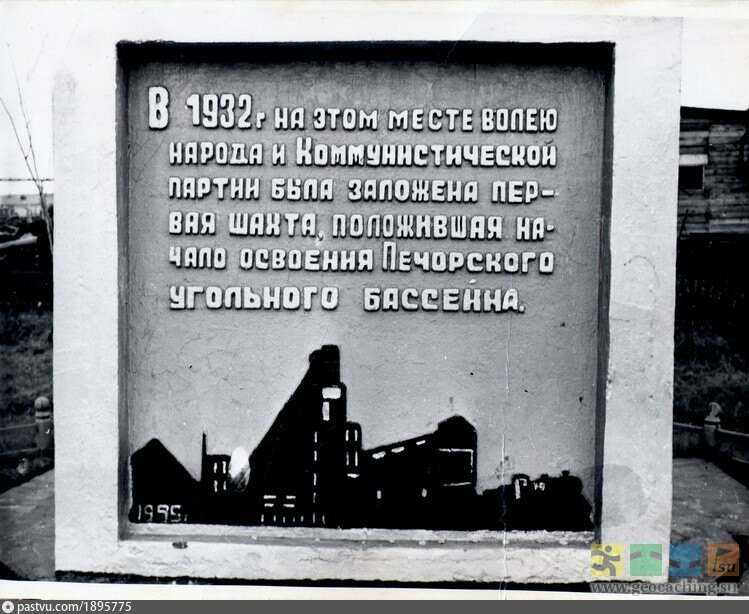 В 1932г НА ЭТОМ МЕСТЕ ВОЛЕЮ
НАРОДА И КОММУНИСТИЧЕСКОЙ
ПАРТИИ БЫЛА ЗАЛОЖЕНА ПЕР-
ВАЯ ШАХТА, ПОЛОЖИВШАЯ НА-
ЧАЛО ОСВОЕНИЯ ПЕЧОРСКОГО
УГОЛЬНОГО БАССЕЙНА.
.su
www.geocaching.su
pastvu.com/1895775